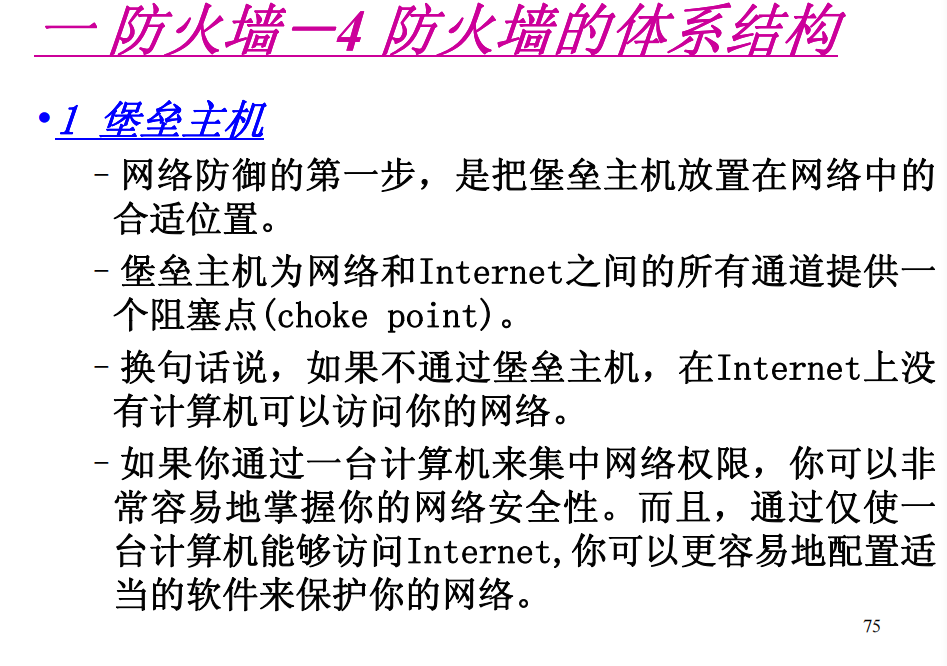 一 防火墙－4 防火墙的体系结构
•1 堡垒主机
–网络防御的第一步，是把堡垒主机放置在网络中的
合适位置。
–堡垒主机为网络和Internet之间的所有通道提供一
个阻塞点(choke point)。
–换句话说，如果不通过堡垒主机，在Internet上没
有计算机可以访问你的网络。
–如果你通过一台计算机来集中网络权限，你可以非
常容易地掌握你的网络安全性。而且，通过仅使一
台计算机能够访问Internet,你可以更容易地配置适
当的软件来保护你的网络。
75